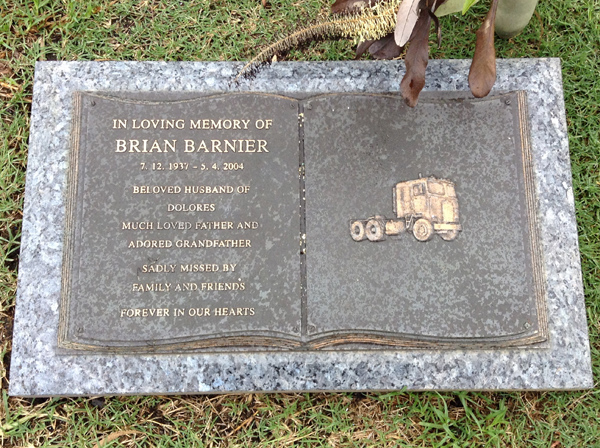 IN LOVING MEMORY OF
BRIAN BARNIER
7. 12. 1937 - 5. 4. 2004
BELOVED HUSBAND OF
DOLORES
MUCH LOVED FATHER AND
ADORED GRANDFATHER
SADLY MISSED BY
FAMILY AND FRIENDS
FOREVER IN OUR HEARTS